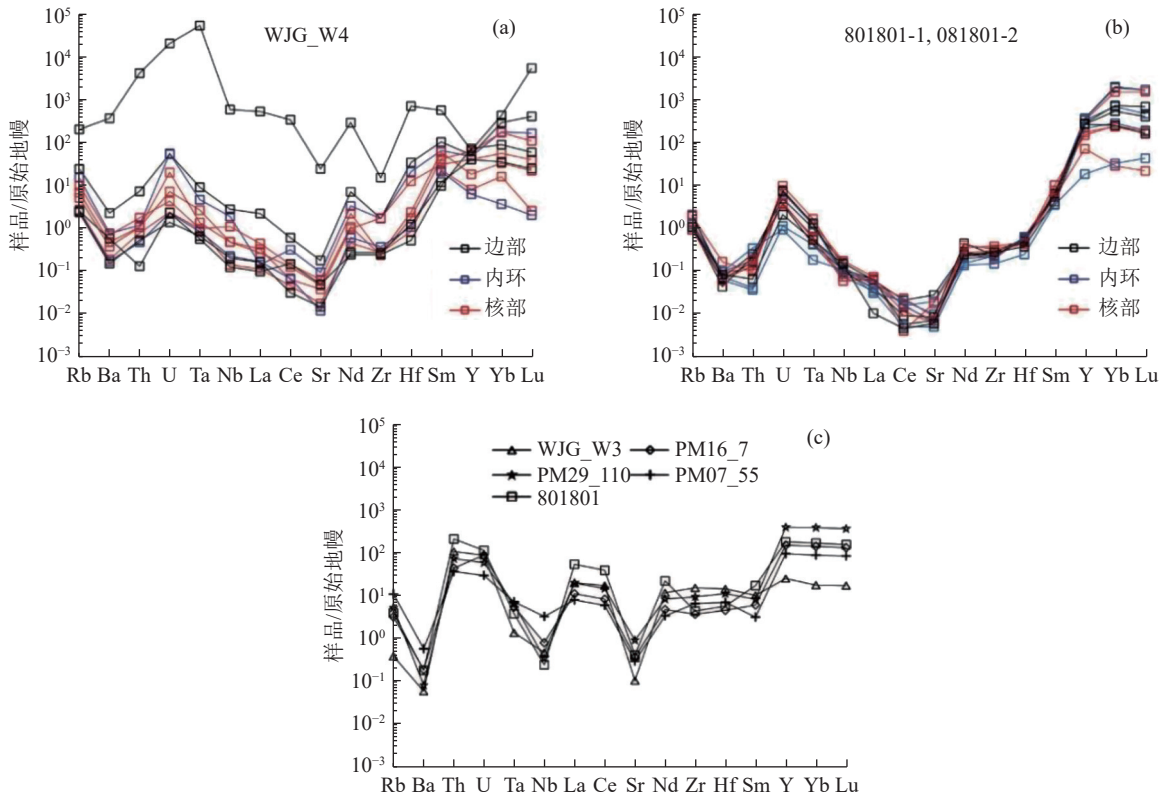 WJG_W4
(a)
10⁵
10⁴
10³
10²
10¹
10⁰
10⁻¹
10⁻²
10⁻³
样品/原始地幔
边部
内环
核部
Rb Ba Th U Ta Nb La Ce Sr Nd Zr Hf Sm Y Yb Lu
801801-1, 081801-2
(b)
10⁵
10⁴
10³
10²
10¹
10⁰
10⁻¹
10⁻²
10⁻³
样品/原始地幔
边部
内环
核部
Rb Ba Th U Ta Nb La Ce Sr Nd Zr Hf Sm Y Yb Lu
(c)
10⁵
10⁴
10³
10²
10¹
10⁰
10⁻¹
10⁻²
10⁻³
样品/原始地幔
WJG_W3 PM16_7
PM29_110 PM07_55
801801
Rb Ba Th U Ta Nb La Ce Sr Nd Zr Hf Sm Y Yb Lu